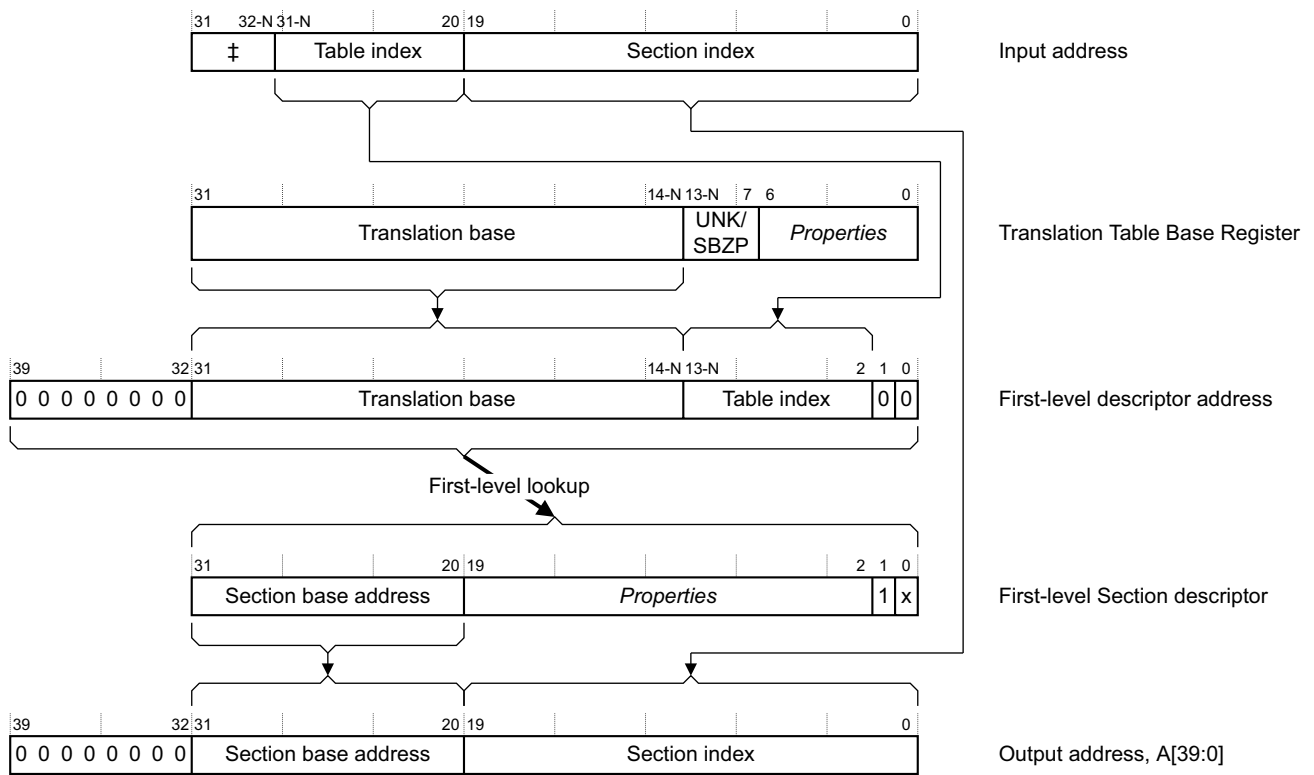 31 32-N 31-N 20 19 0
‡ Table index Section index Input address
31 14-N 13-N 7 6 0
Translation base UNK/ SBZP Properties Translation Table Base Register
39 32 31 14-N 13-N 2 1 0
0 0 0 0 0 0 0 0 Translation base Table index 0 0 First-level descriptor address
First-level lookup
31 20 19 2 1 0
Section base address Properties 1 x First-level Section descriptor
39 32 31 20 19 0
0 0 0 0 0 0 0 0 Section base address Section index Output address, A[39:0]